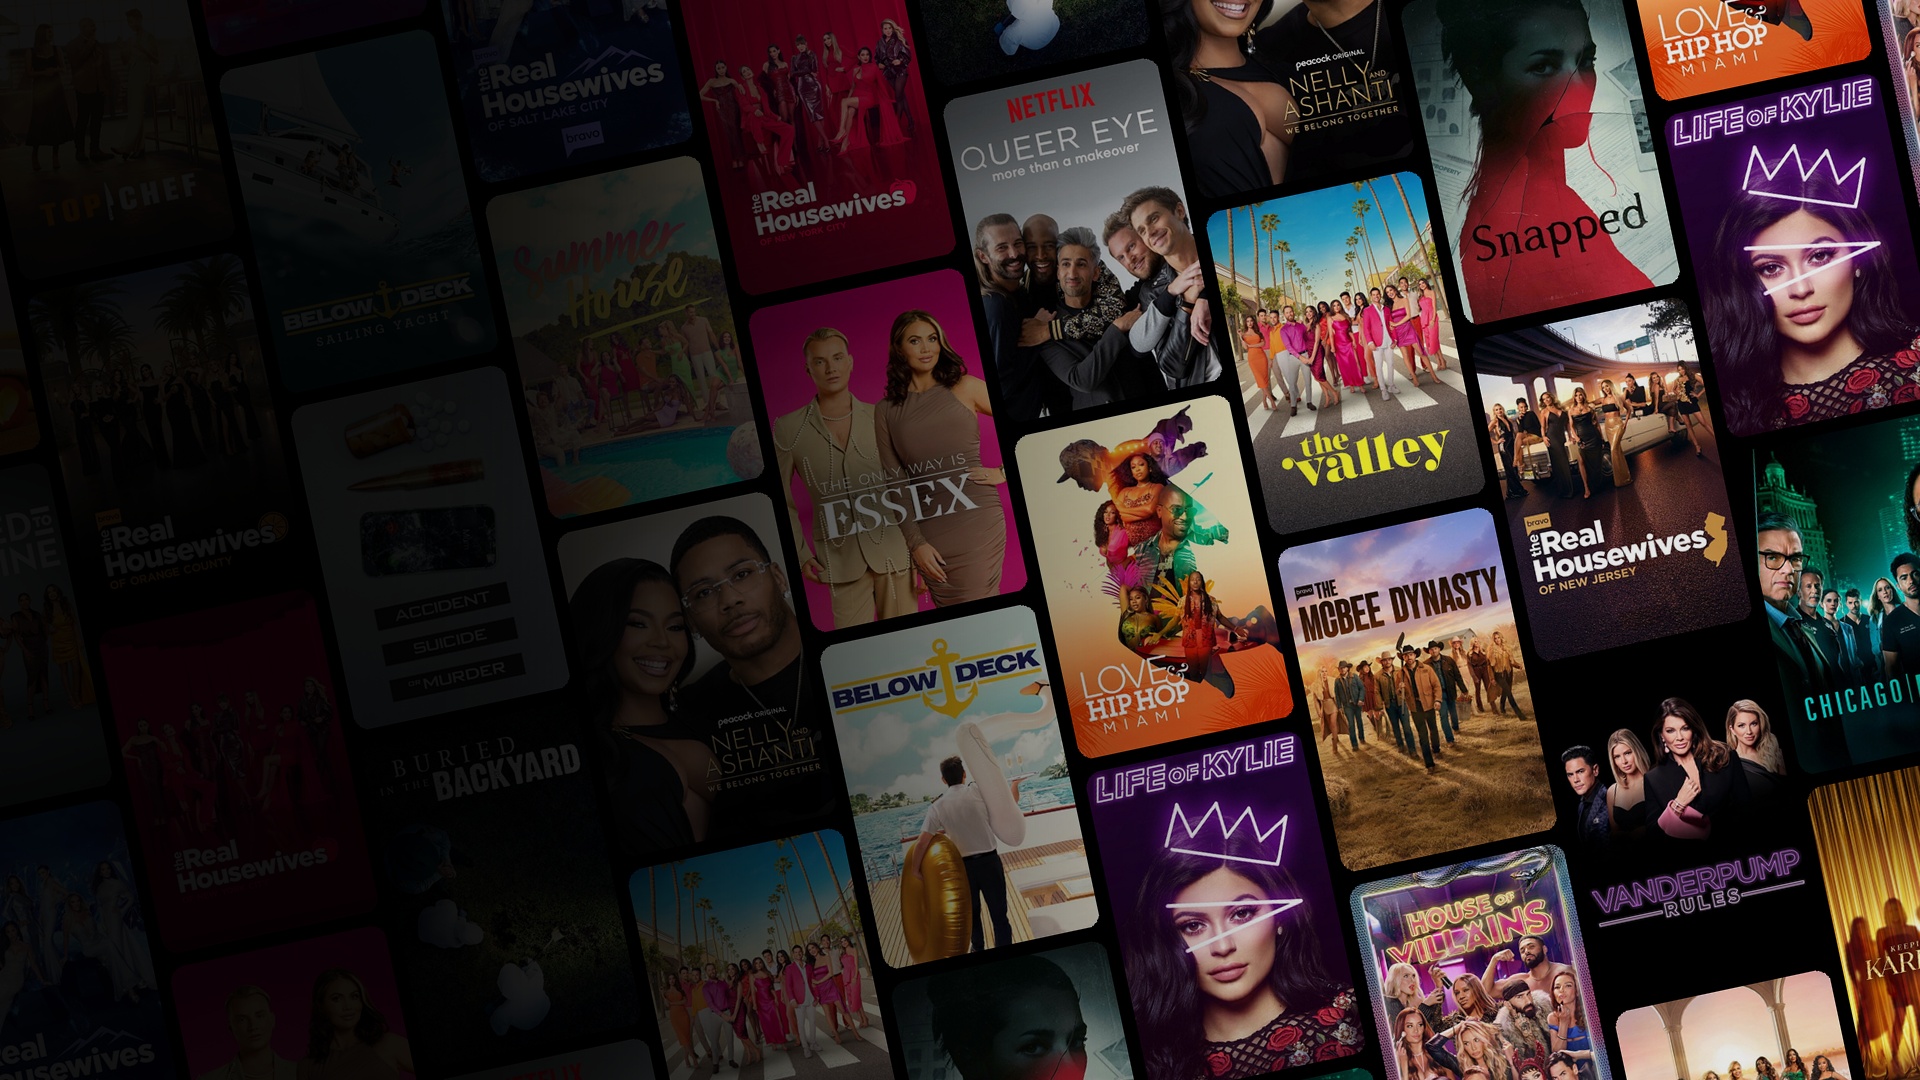 TOP CHEF
BELOW DECK
SAILING YACHT
the Real
Housewives
OF SALT LAKE CITY
bravo
the Real
Housewives
OF NEW YORK CITY
NETFLIX
QUEER EYE
more than a makeover
peacock ORIGINAL
NELLY AND
ASHANTI
WE BELONG TOGETHER
Snapped
LOVE &
HIP HOP
MIAMI
LIFE OF KYLIE
bravo
the Real
Housewives
OF ORANGE COUNTY
Summer
House
THE ONLY WAY IS
ESSEX
the
valley
bravo
the Real
Housewives
OF NEW JERSEY
ACCIDENT
SUICIDE
OR MURDER
peacock ORIGINAL
NELLY AND
ASHANTI
WE BELONG TOGETHER
BELOW DECK
LOVE &
HIP HOP
MIAMI
bravo
THE
MCBEE DYNASTY
CHICAGO
the Real
Housewives
BURIED
IN THE BACKYARD
LIFE OF KYLIE
HOUSE OF
VILLAINS
VANDERPUMP
RULES
eal
Housewives
NETFLIX
KAR